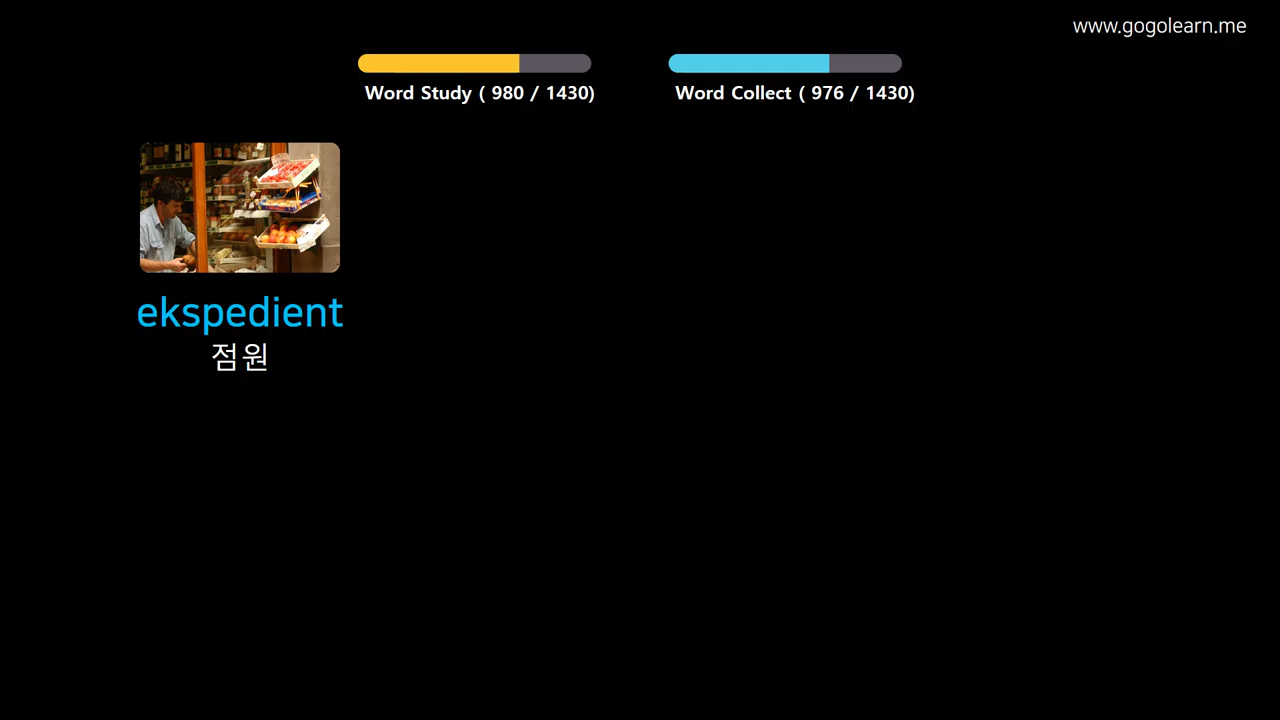 www.gogolearn.me
Word Study ( 980 / 1430)
Word Collect ( 976 / 1430)
ekspedient
점원